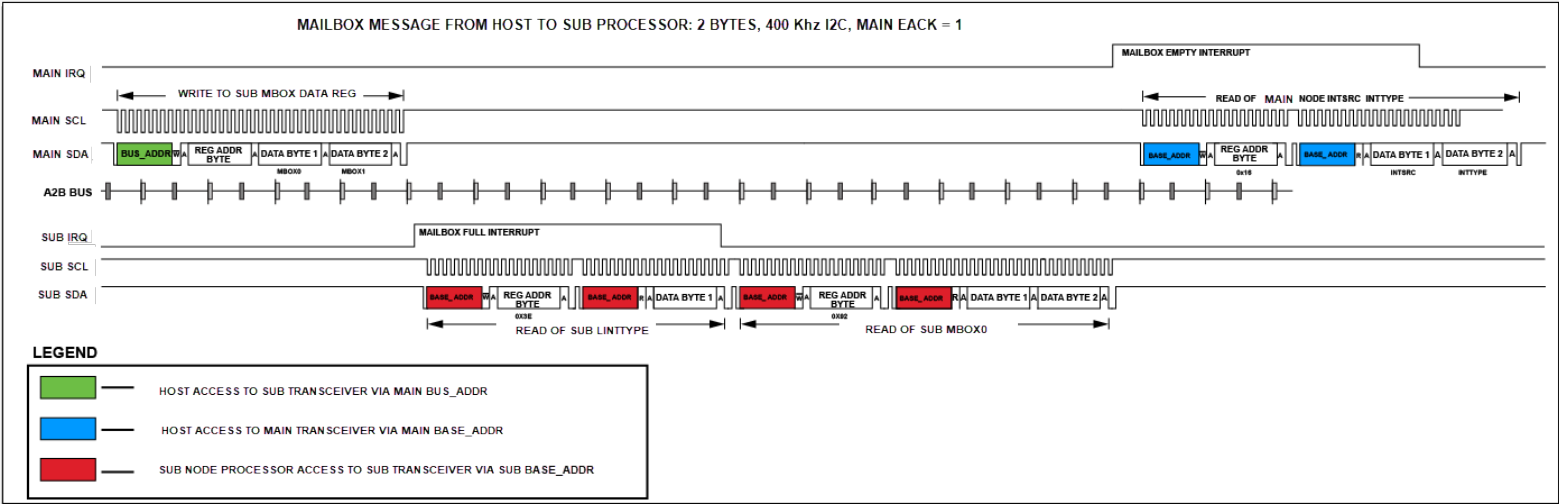 MAILBOX MESSAGE FROM HOST TO SUB PROCESSOR: 2 BYTES, 400 Khz I2C, MAIN EACK = 1
MAILBOX EMPTY INTERRUPT
MAIN IRQ
WRITE TO SUB MBOX DATA REG
READ OF MAIN NODE INTSRC INTTYPE
MAIN SCL
MAIN SDA
BUS_ADDR W A REG ADDR BYTE A DATA BYTE 1 A DATA BYTE 2 A
BASE_ADDR W A REG ADDR BYTE A BASE_ADDR R A DATA BYTE 1 A DATA BYTE 2 A
MBOX0 MBOX1
0x16 INTSRC INTTYPE
A2B BUS
SUB IRQ
MAILBOX FULL INTERRUPT
SUB SCL
SUB SDA
BASE_ADDR W A REG ADDR BYTE A BASE_ADDR R A DATA BYTE 1 A BASE_ADDR W A REG ADDR BYTE A BASE_ADDR R A DATA BYTE 1 A DATA BYTE 2 A
0X3E 0X92
READ OF SUB LINTTYPE
READ OF SUB MBOX0
LEGEND
HOST ACCESS TO SUB TRANSCEIVER VIA MAIN BUS_ADDR
HOST ACCESS TO MAIN TRANSCEIVER VIA MAIN BASE_ADDR
SUB NODE PROCESSOR ACCESS TO SUB TRANSCEIVER VIA SUB BASE_ADDR